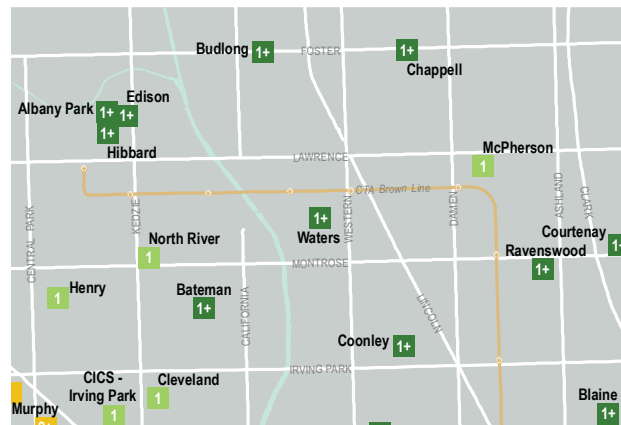 Budlong
1+
FOSTER
1+
Chappell
Albany Park
1+
Edison
1+
1+
Hibbard
LAWRENCE
McPherson
1
CTA Brown Line
CENTRAL PARK
KEDZIE
WESTERN
DAMEN
ASHLAND
CLARK
1+
Waters
North River
1
MONTROSE
Courtenay
1+
Ravenswood
1+
Henry
1
Bateman
1+
CALIFORNIA
LINCOLN
Coonley
1+
IRVING PARK
CICS -
Irving Park
1
Cleveland
1
Murphy
Blaine
1+